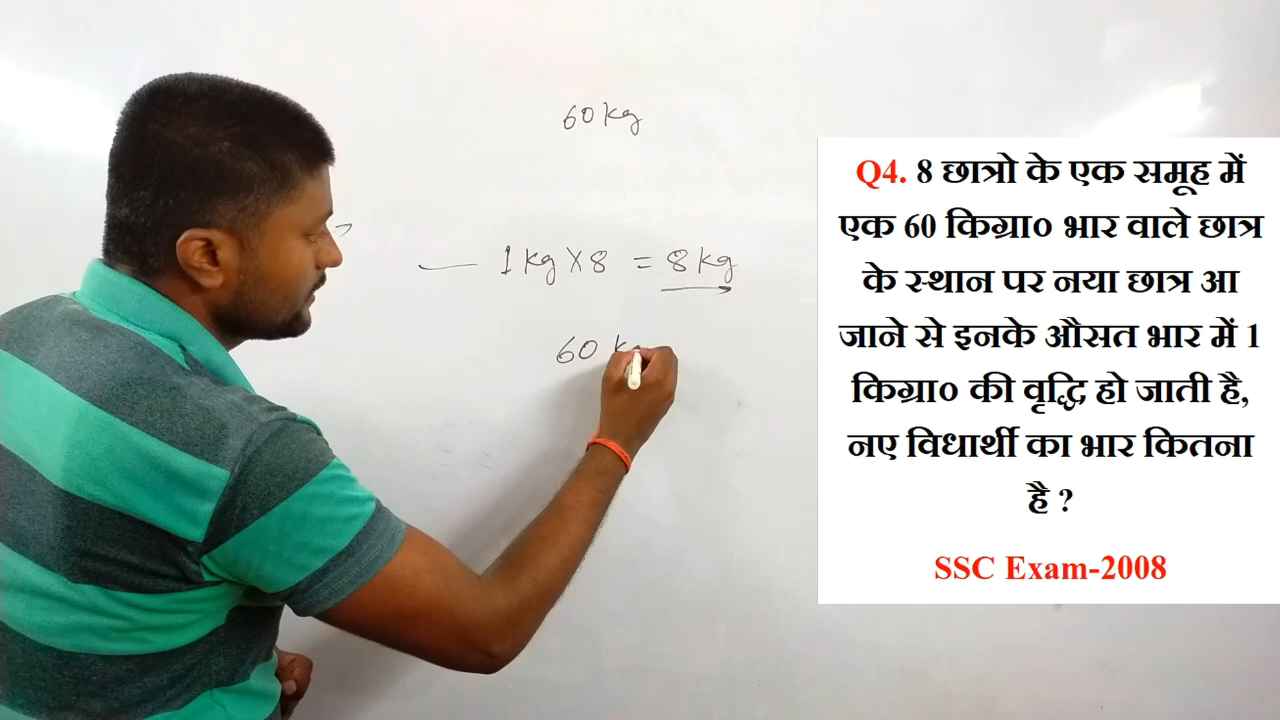 60 kg
1 kg X 8 = 8 kg
60 k
Q4. 8 छात्रो के एक समूह में
एक 60 किग्रा० भार वाले छात्र
के स्थान पर नया छात्र आ
जाने से इनके औसत भार में 1
किग्रा० की वृद्धि हो जाती है,
नए विधार्थी का भार कितना
है ?
SSC Exam-2008